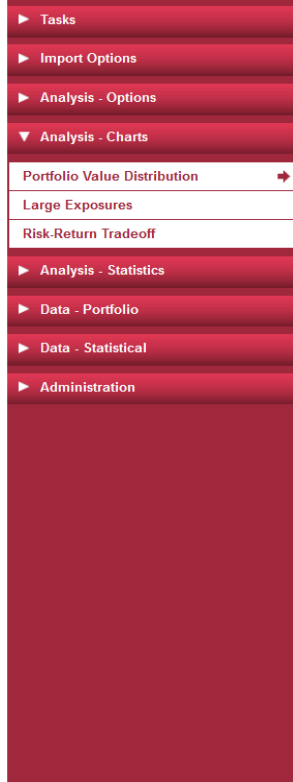 Tasks
Import Options
Analysis - Options
Analysis - Charts
Portfolio Value Distribution
Large Exposures
Risk-Return Tradeoff
Analysis - Statistics
Data - Portfolio
Data - Statistical
Administration